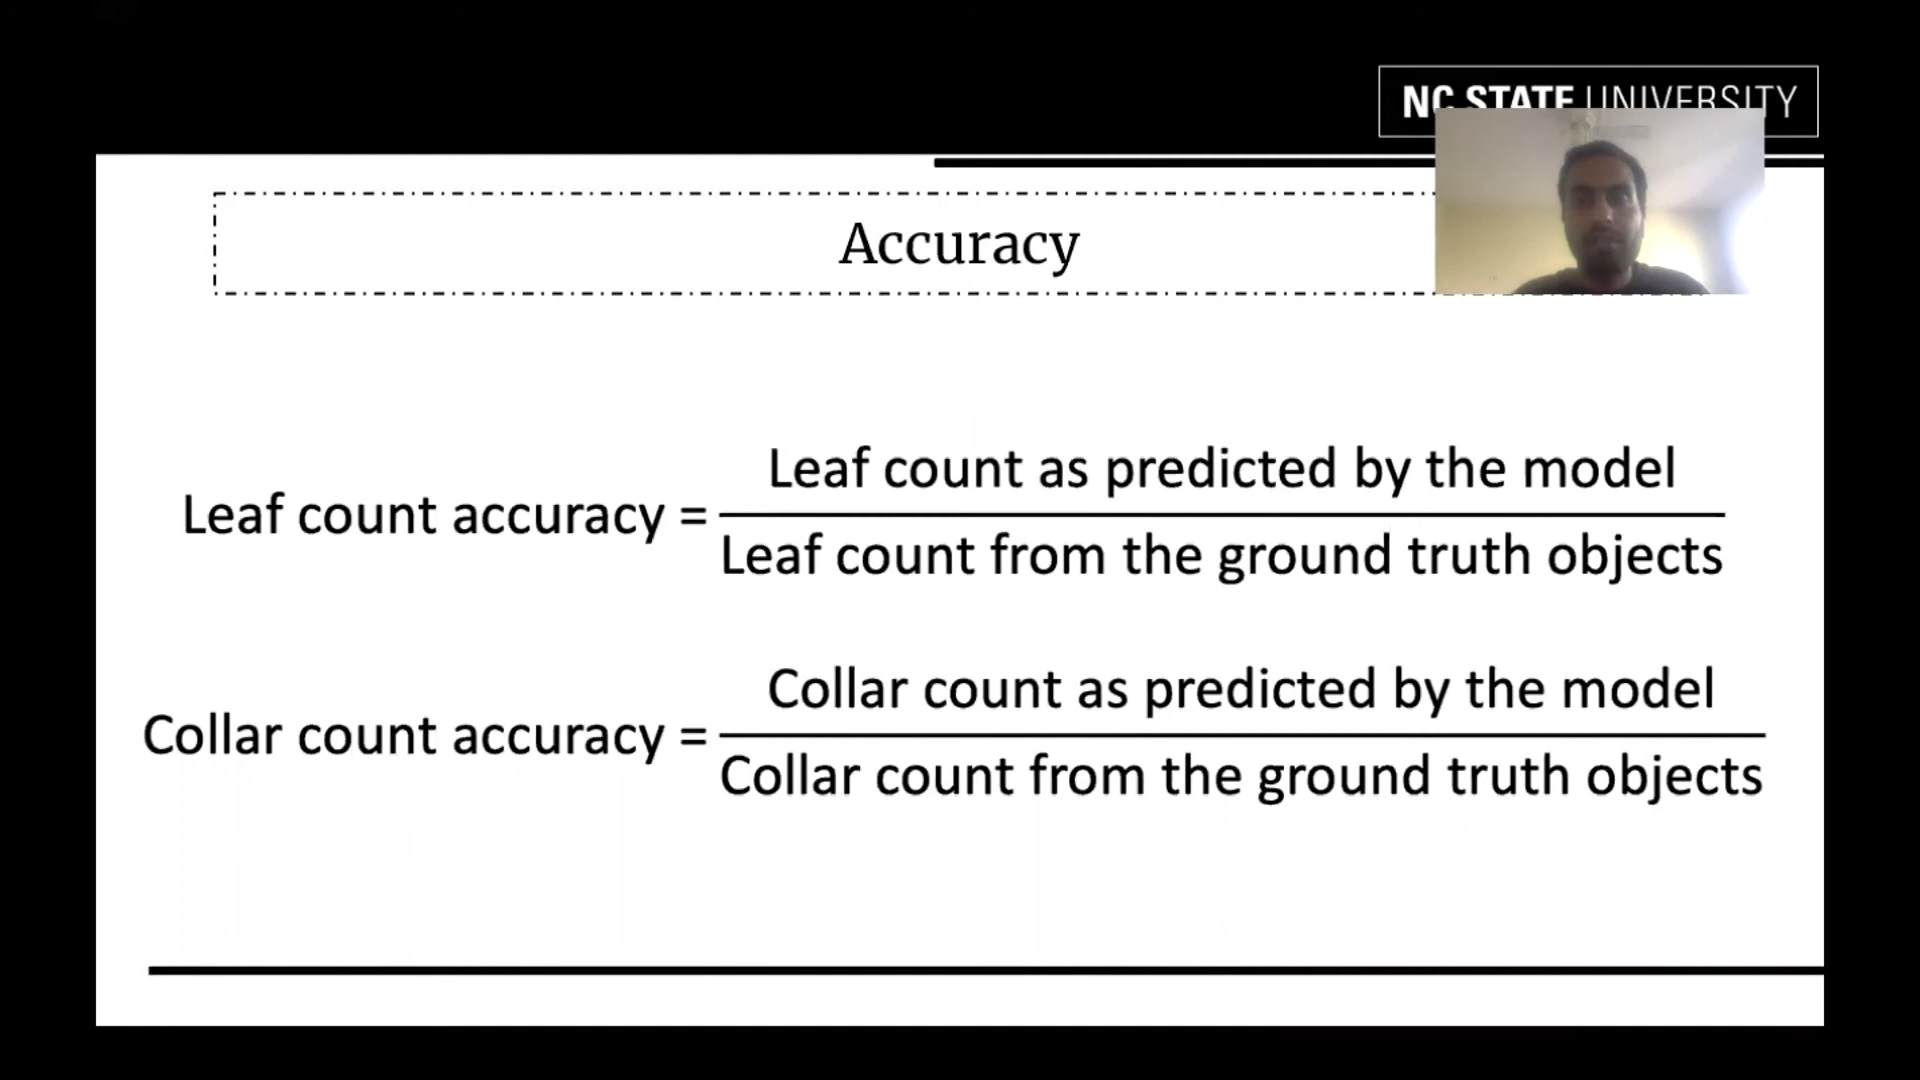 NC STATE UNIVERSITY
Accuracy
Leaf count accuracy = Leaf count as predicted by the model
Leaf count from the ground truth objects
Collar count accuracy = Collar count as predicted by the model
Collar count from the ground truth objects